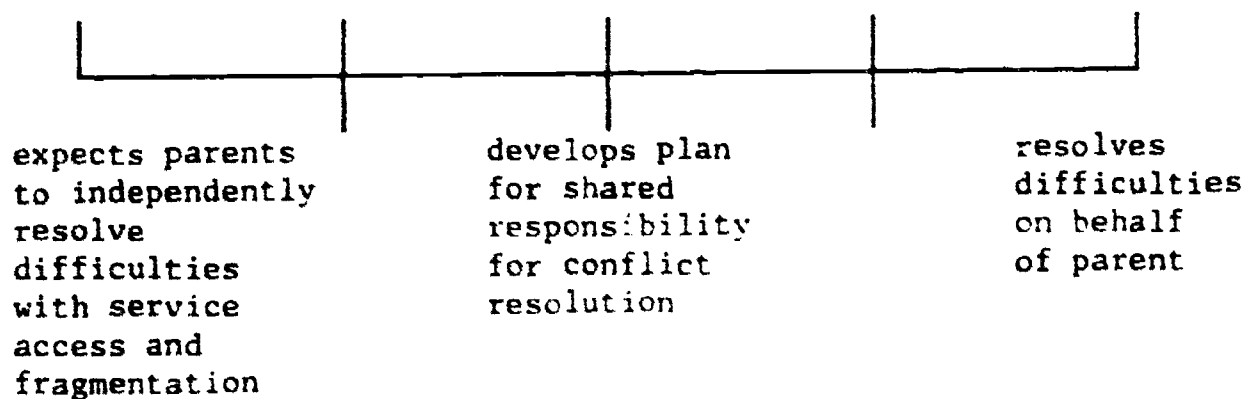 expects parents
to independently
resolve
difficulties
with service
access and
fragmentation
develops plan
for shared
responsibility
for conflict
resolution
resolves
difficulties
on behalf
of parent